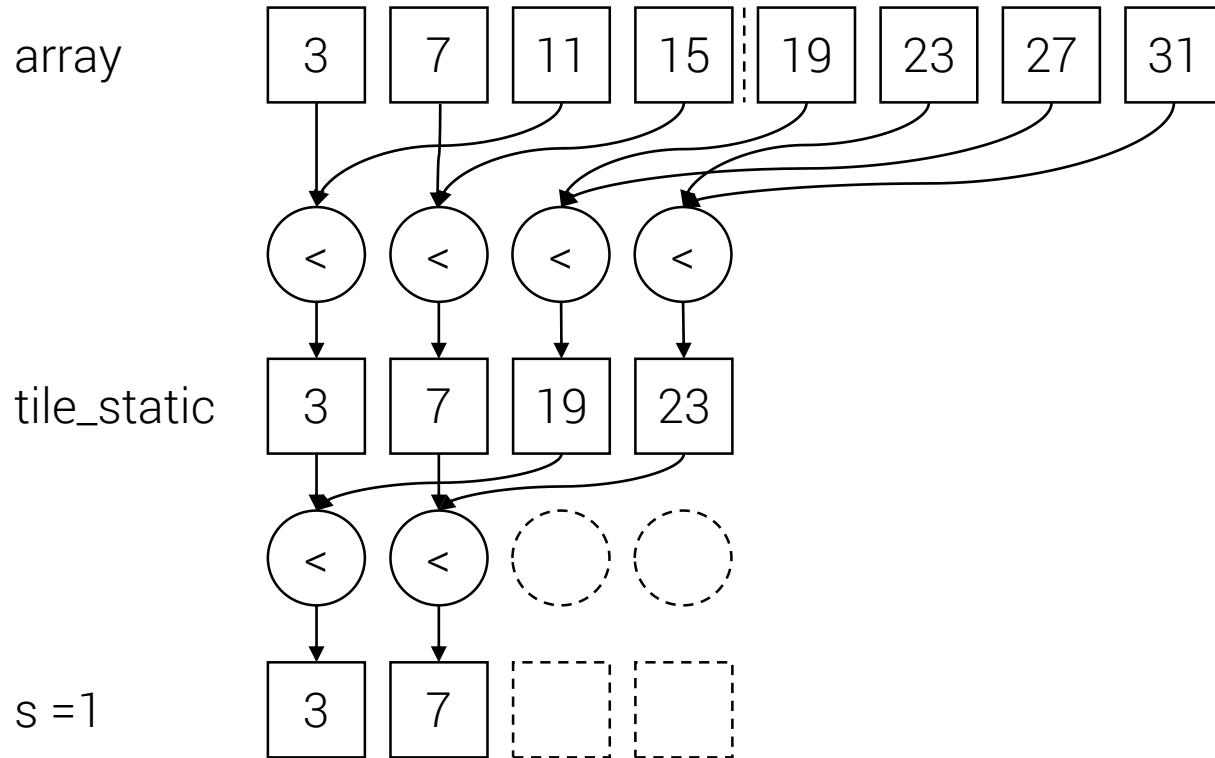 array 3 7 11 15 19 23 27 31
< < < <
tile_static 3 7 19 23
< <
s =1 3 7